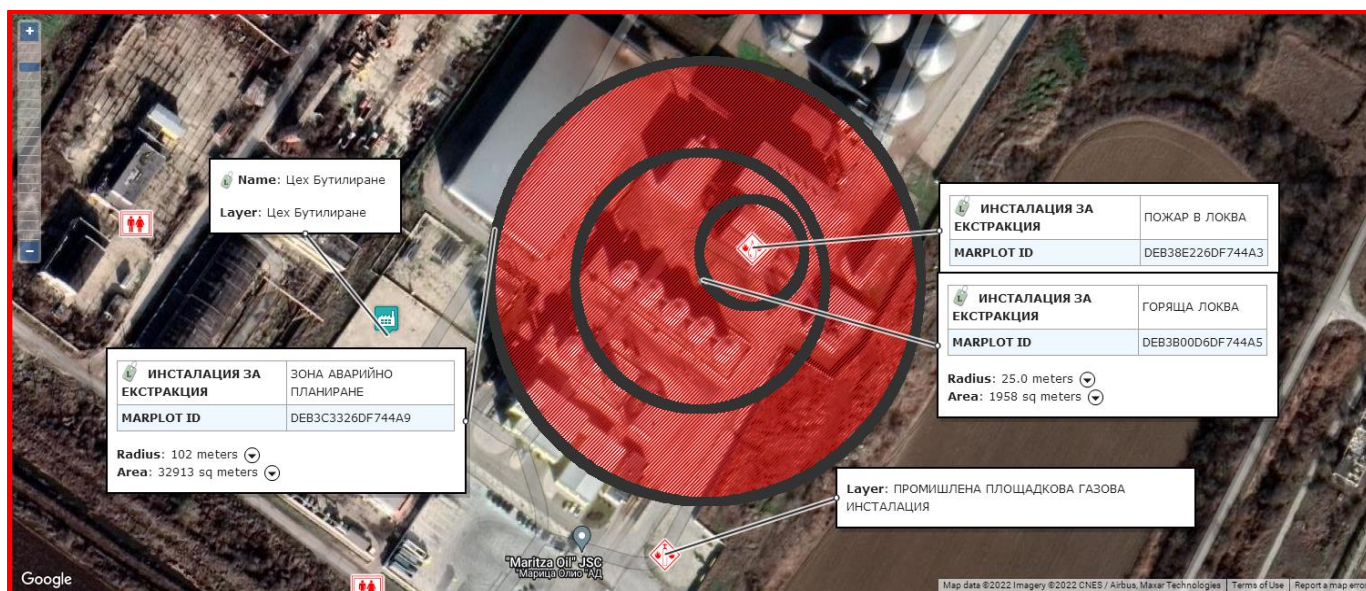 +
Name: Цех Бутилиране
Layer: Цех Бутилиране
−
ИНСТАЛАЦИЯ ЗА ЕКСТРАКЦИЯ
ПОЖАР В ЛОКВА
MARPLOT ID
DEB38E226DF744A3
ИНСТАЛАЦИЯ ЗА ЕКСТРАКЦИЯ
ГОРЯЩА ЛОКВА
MARPLOT ID
DEB3B00D6DF744A5
Radius: 25.0 meters
Area: 1958 sq meters
ИНСТАЛАЦИЯ ЗА ЕКСТРАКЦИЯ
ЗОНА АВАРИЙНО ПЛАНИРАНЕ
MARPLOT ID
DEB3C3326DF744A9
Radius: 102 meters
Area: 32913 sq meters
Layer: ПРОМИШЛЕНА ПЛОЩАДКОВА ГАЗОВА
ИНСТАЛАЦИЯ
"Maritza Oil" JSC
"Марица Олио "АД
Google
Map data ©2022 Imagery ©2022 CNES / Airbus, Maxar Technologies
Terms of Use
Report a map error